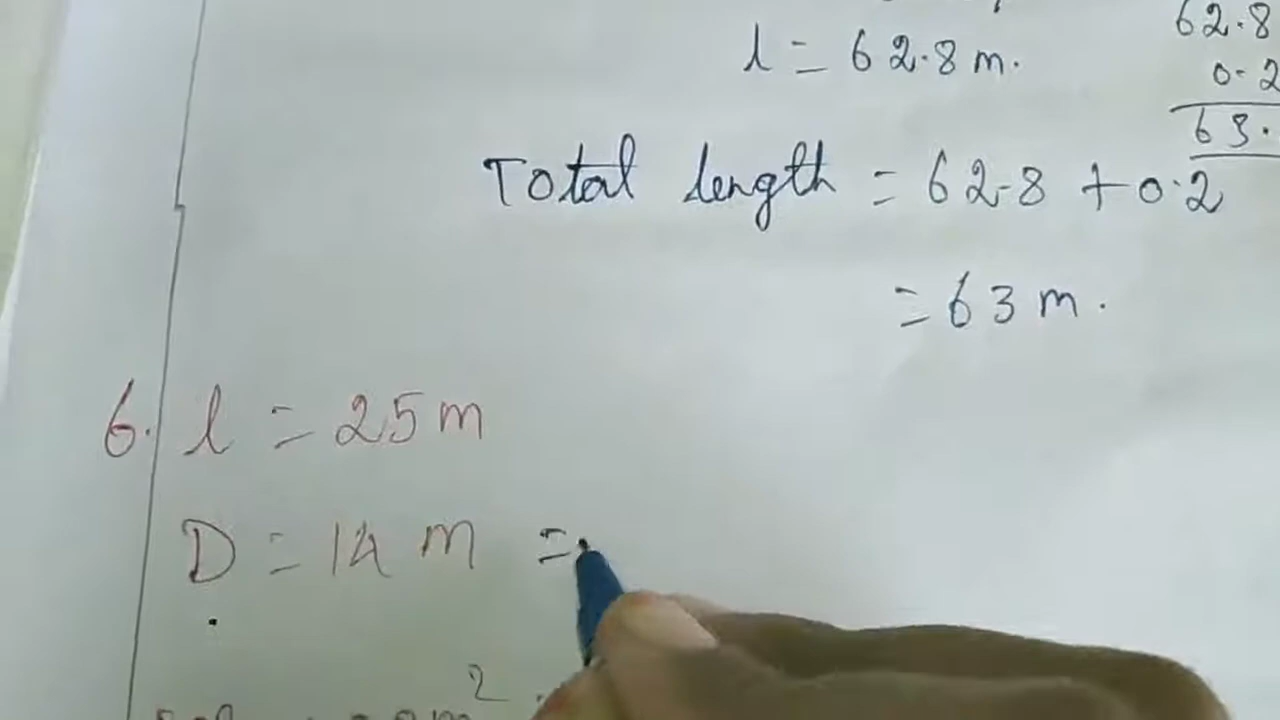 l = 62.8 m.
62.8
0.2
63.
Total length = 62.8 + 0.2
= 63 m.
6. l = 25 m
D = 14 m =